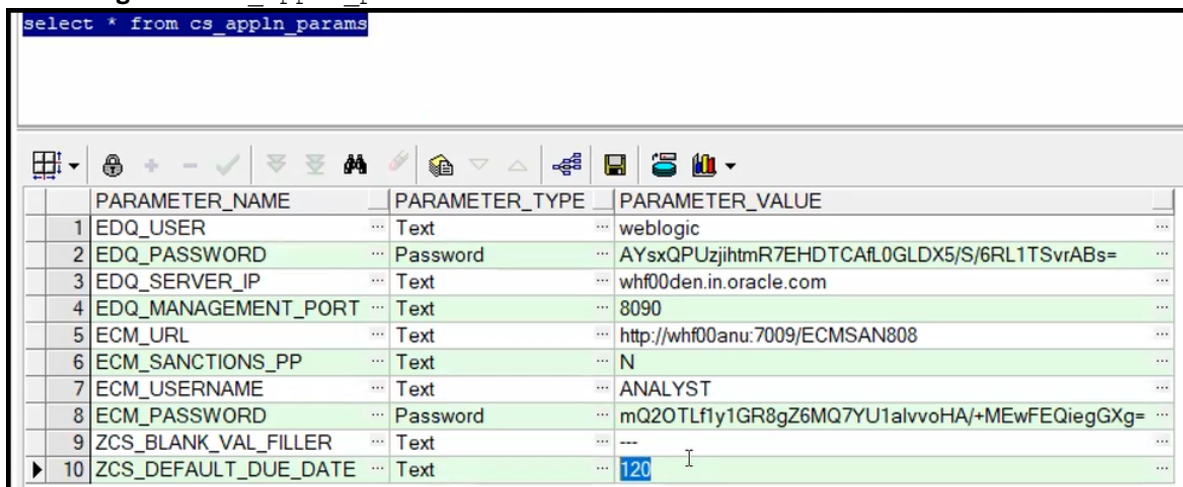 select * from cs_appln_params
PARAMETER_NAME PARAMETER_TYPE PARAMETER_VALUE
1 EDQ_USER ... Text ... weblogic ...
2 EDQ_PASSWORD ... Password ... AYsxQPUzjihtmR7EHDTCAfL0GLDX5/S/6RL1TSvrABs= ...
3 EDQ_SERVER_IP ... Text ... whf00den.in.oracle.com ...
4 EDQ_MANAGEMENT_PORT ... Text ... 8090 ...
5 ECM_URL ... Text ... http://whf00anu:7009/ECMSAN808 ...
6 ECM_SANCTIONS_PP ... Text ... N ...
7 ECM_USERNAME ... Text ... ANALYST ...
8 ECM_PASSWORD ... Password ... mQ2OTLf1y1GR8gZ6MQ7YU1alvvoHA/+MEwFEQiegGXg= ...
9 ZCS_BLANK_VAL_FILLER ... Text ... --- ...
10 ZCS_DEFAULT_DUE_DATE ... Text ... 120 ...